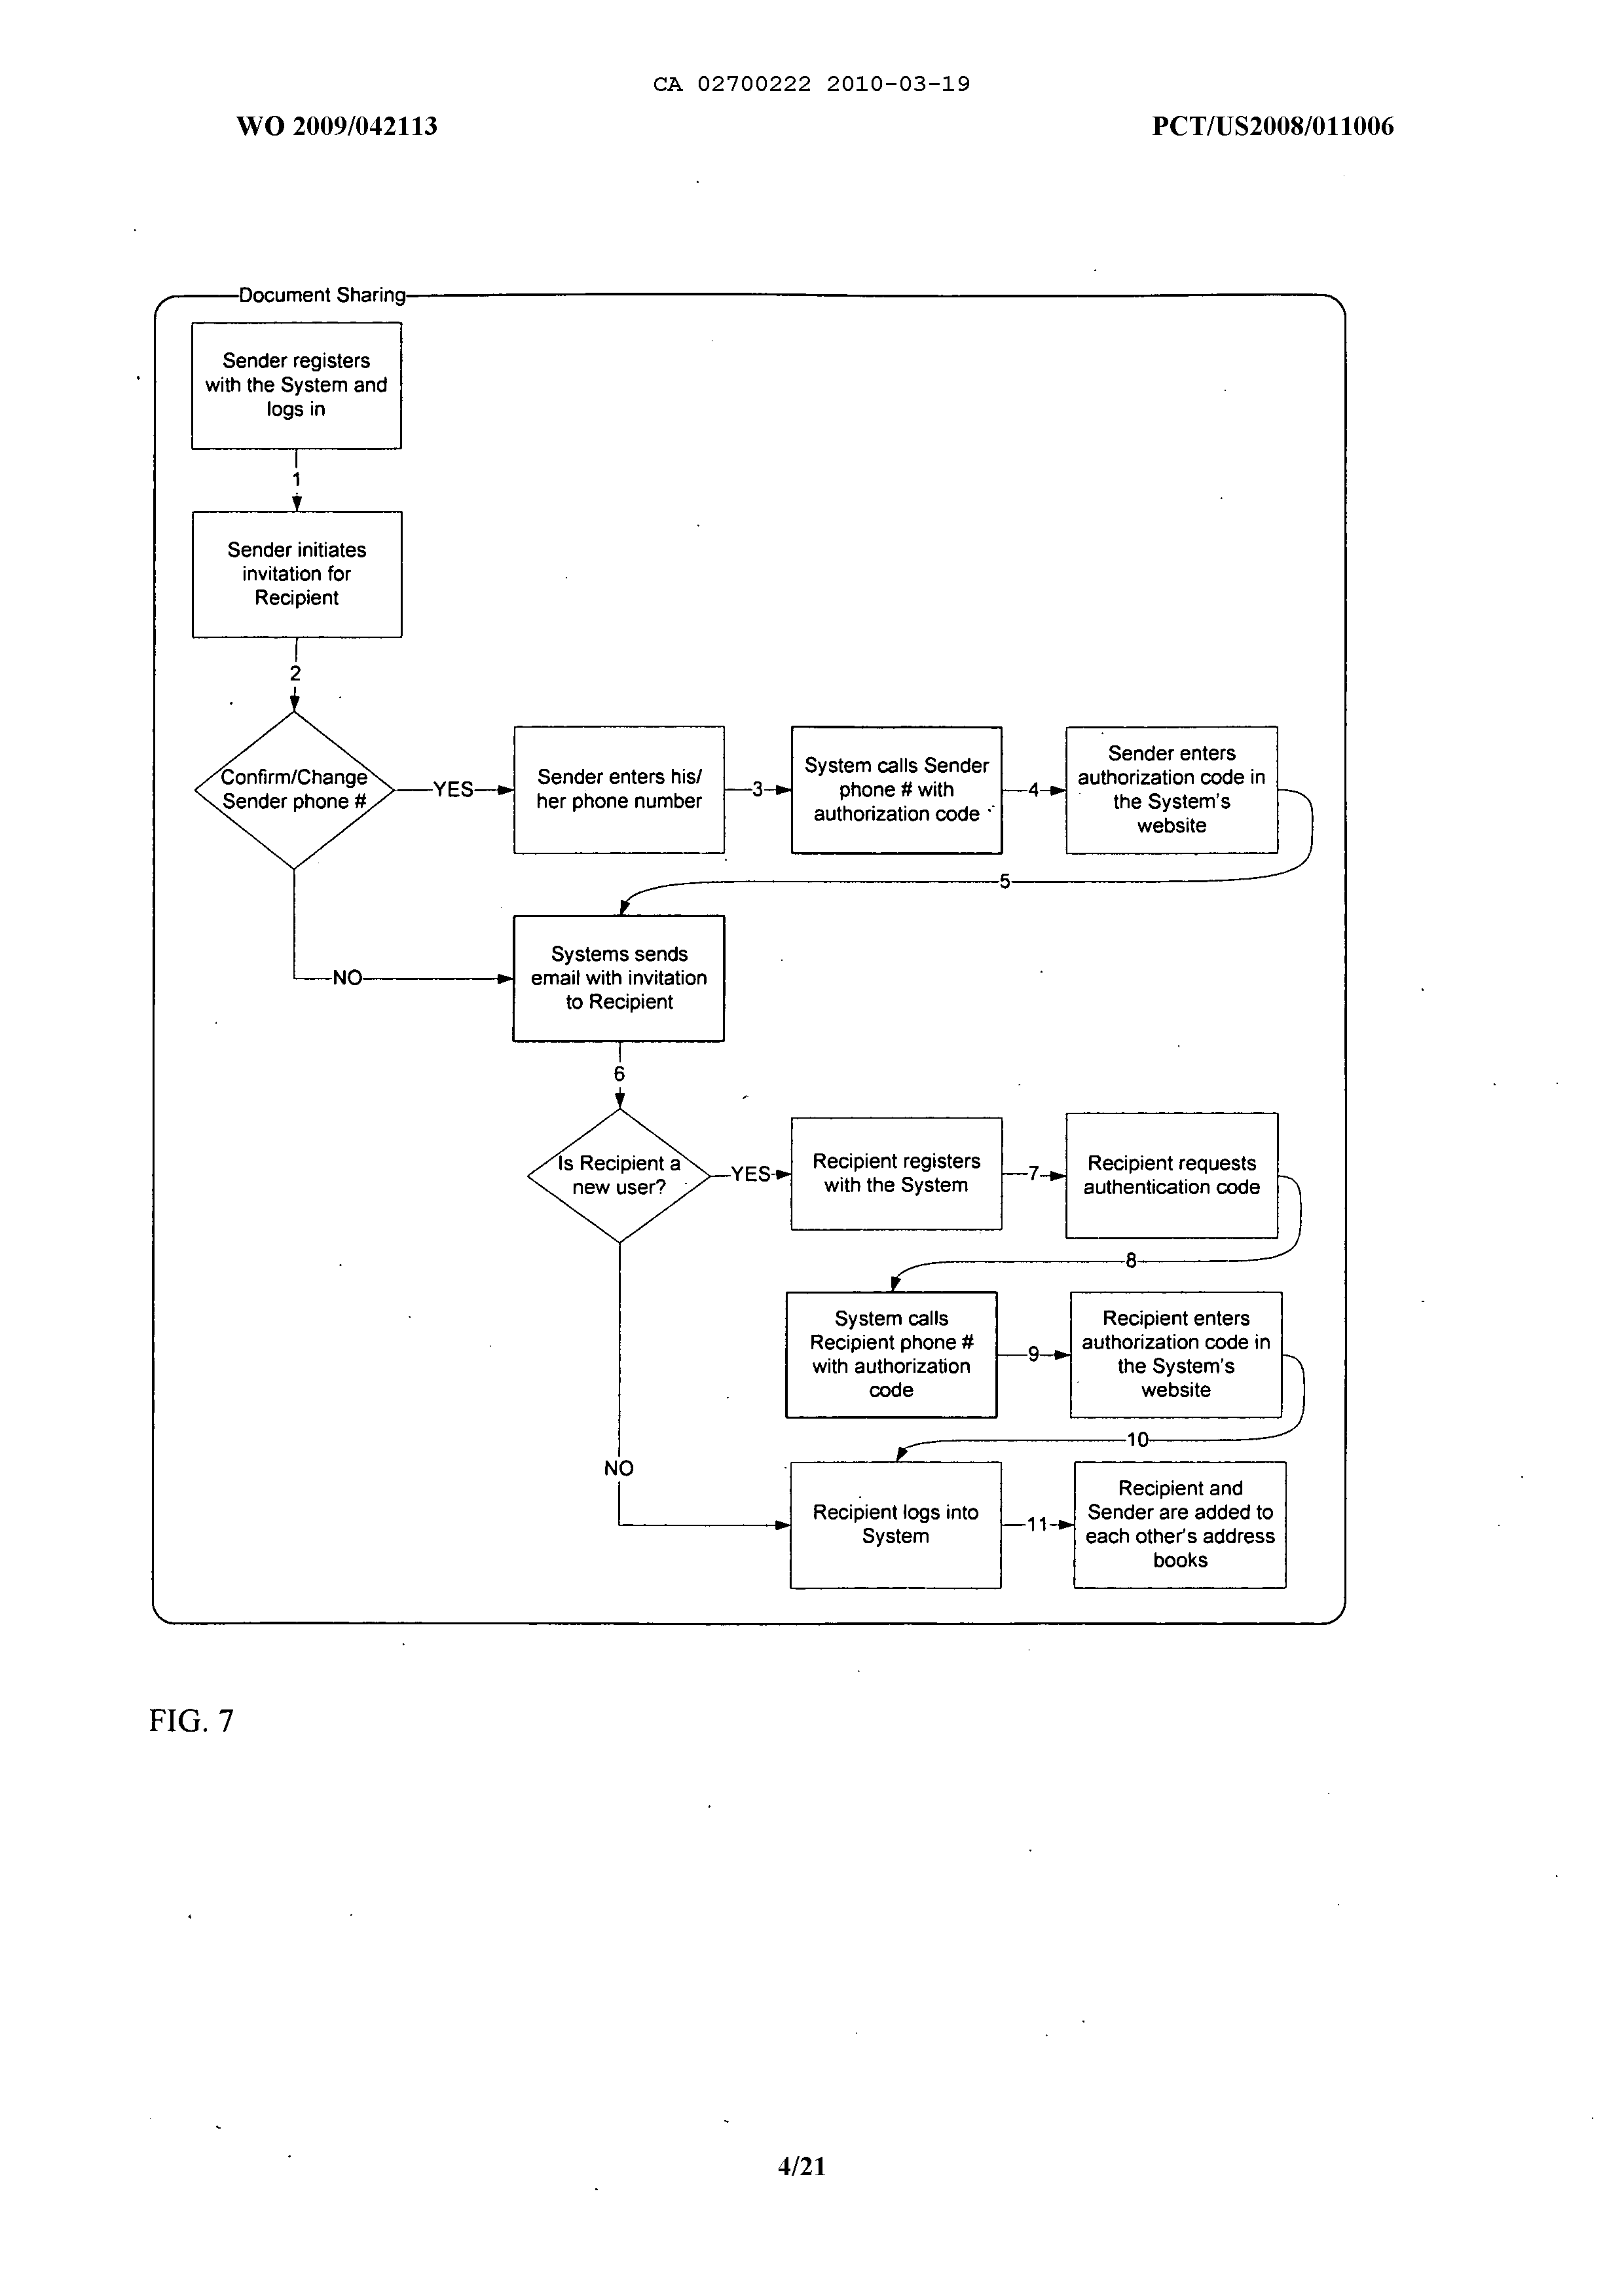 CA 02700222 2010-03-19
WO 2009/042113
PCT/US2008/011006
Document Sharing
Sender registers
with the System and
logs in
1
Sender initiates
invitation for
Recipient
2
Confirm/Change
Sender phone #
YES
Sender enters his/
her phone number
3
System calls Sender
phone # with
authorization code
4
Sender enters
authorization code in
the System's
website
5
NO
Systems sends
email with invitation
to Recipient
6
Is Recipient a
new user?
YES
Recipient registers
with the System
7
Recipient requests
authentication code
8
System calls
Recipient phone #
with authorization
code
9
Recipient enters
authorization code in
the System's
website
10
NO
Recipient logs into
System
11
Recipient and
Sender are added to
each other's address
books
FIG. 7
4/21